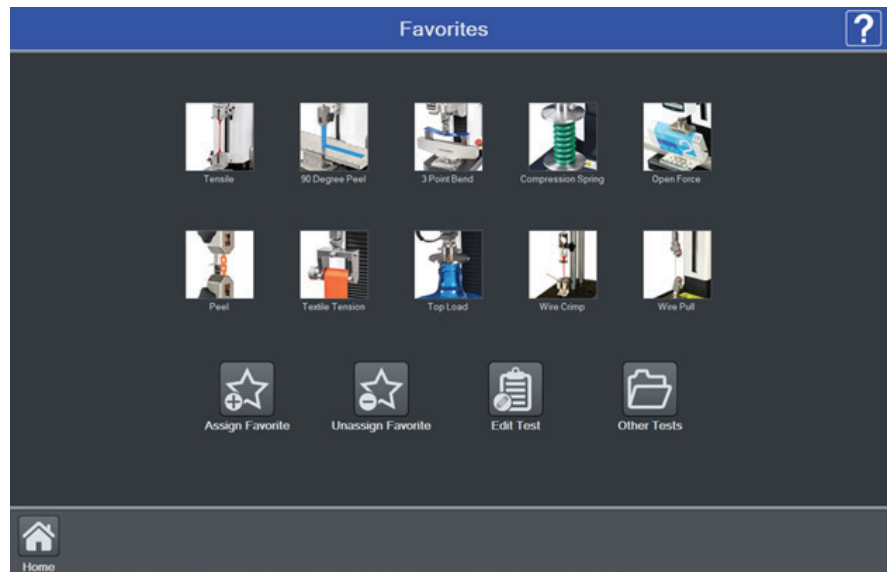 Favorites
?
Tensile 90 Degree Peel 3 Point Bend Compression Spring Open Force
Peel Textile Tension Top Load Wire Crimp Wire Pull
Assign Favorite Unassign Favorite Edit Test Other Tests
Home